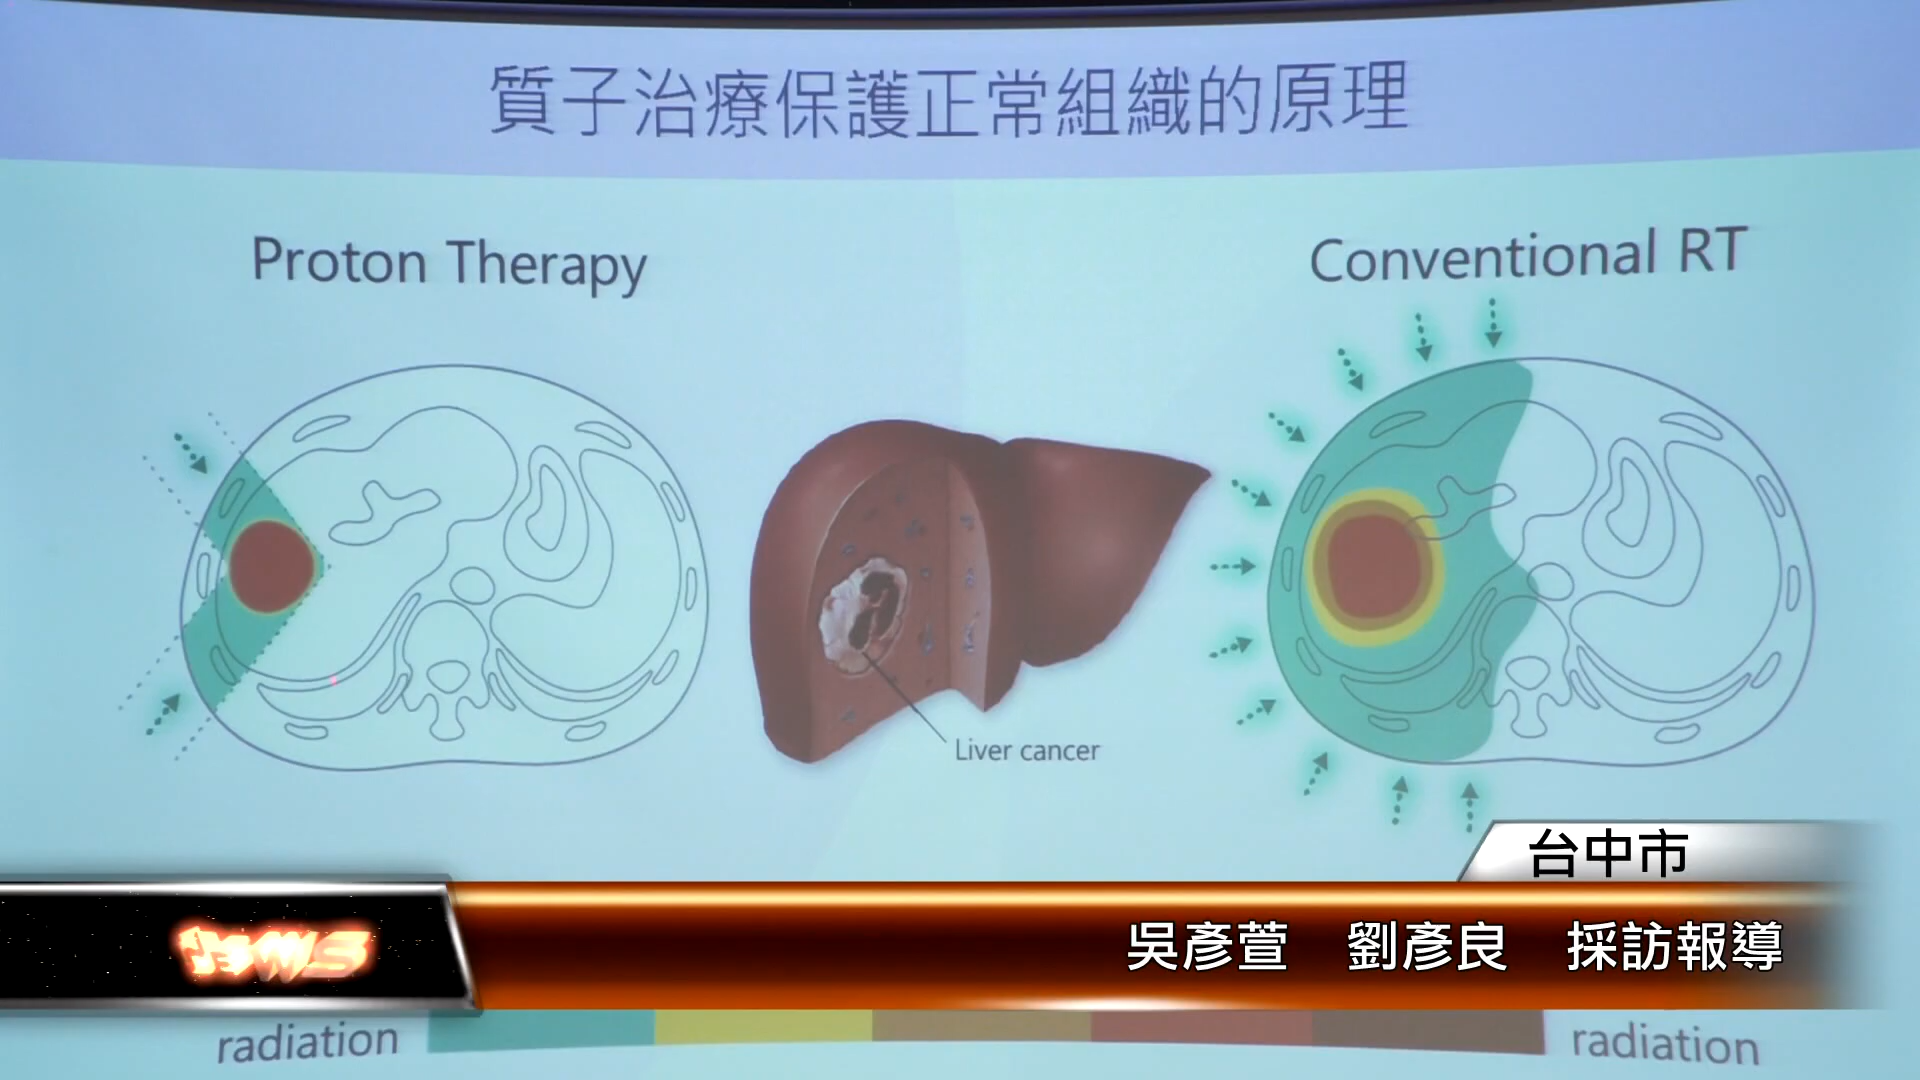 質子治療保護正常組織的原理
Proton Therapy
Conventional RT
Liver cancer
台中市
吳彥萱 劉彥良 採訪報導
NEWS
radiation
radiation